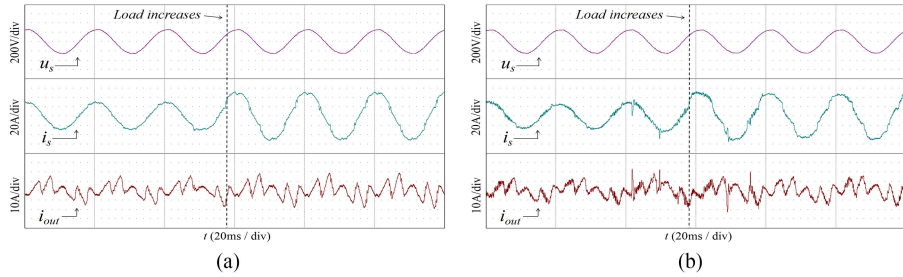 Load increases
200V/div
u_s
20A/div
i_s
10A/div
i_out
t (20ms / div)
(a)
Load increases
200V/div
u_s
20A/div
i_s
10A/div
i_out
t (20ms / div)
(b)